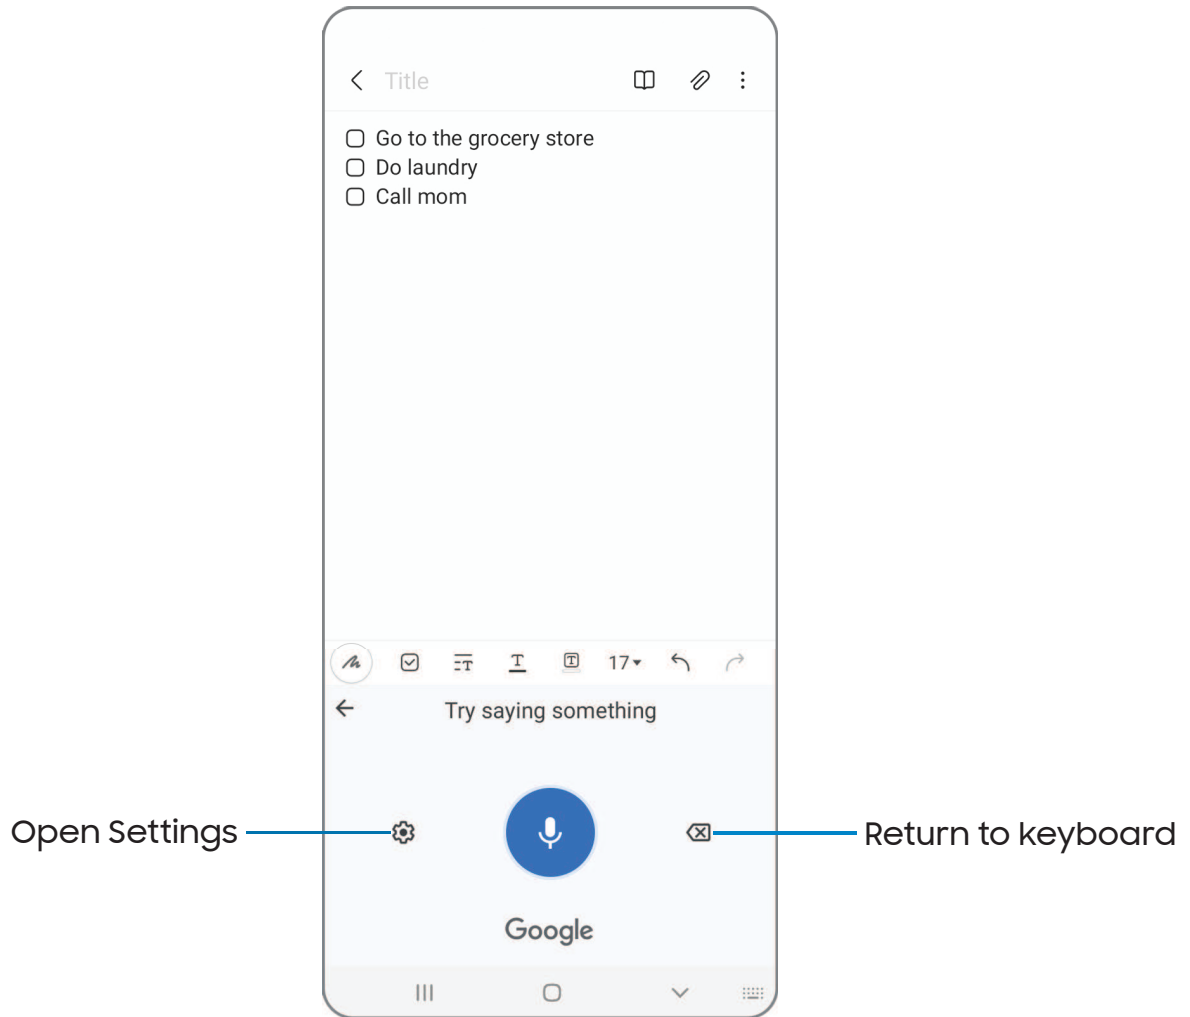 Title
Go to the grocery store
Do laundry
Call mom
T T T 17
Try saying something
Open Settings
Return to keyboard
Google